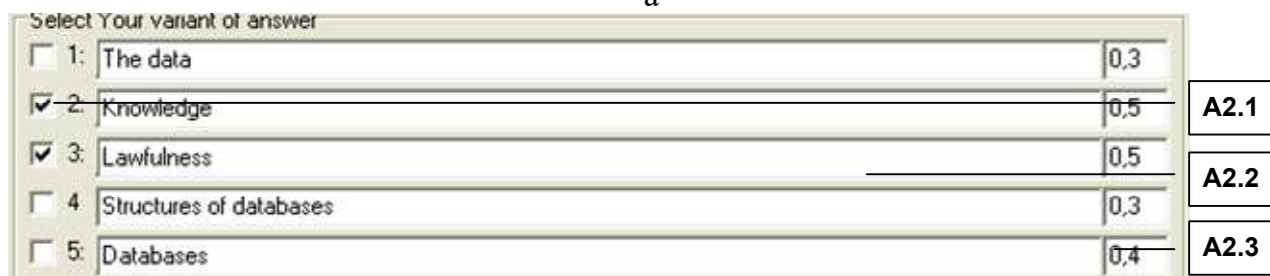 a
Select Your variant of answer
1: The data 0,3
2: Knowledge 0,5
A2.1
3: Lawfulness 0,5
A2.2
4 Structures of databases 0,3
5: Databases 0,4
A2.3